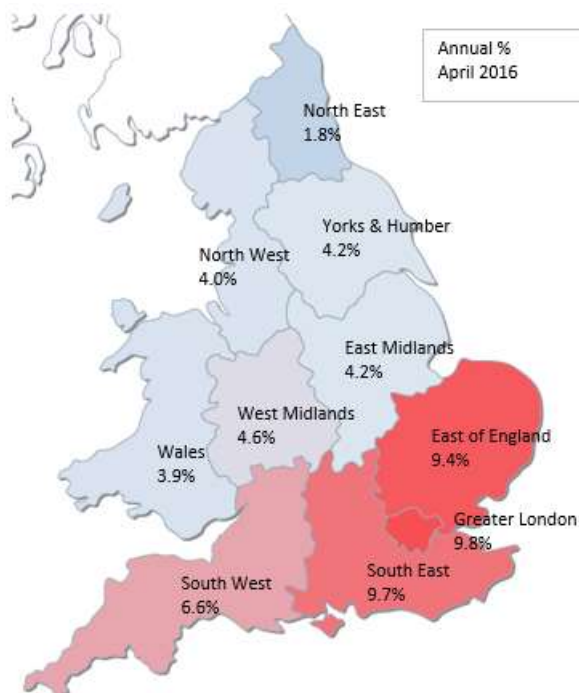 Annual %
April 2016
North East
1.8%
Yorks & Humber
4.2%
North West
4.0%
East Midlands
4.2%
West Midlands
4.6%
East of England
9.4%
Wales
3.9%
Greater London
9.8%
South East
9.7%
South West
6.6%